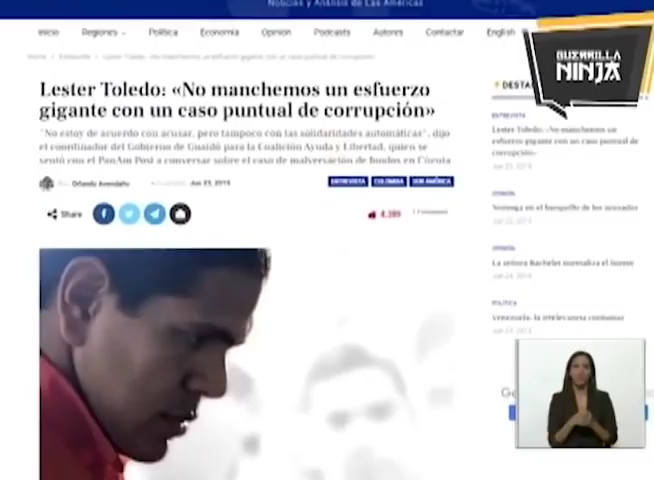 Noticias y Análisis de Las Américas
Inicio
Regiones
Política
Economía
Opinión
Podcasts
Autores
Contactar
English
GUERRILLA
NINJA
Lester Toledo: «No manchemos un esfuerzo
gigante con un caso puntual de corrupción»
"No estoy de acuerdo con acusar, pero tampoco con las solidaridades automáticas", dijo
el coordinador del Gobierno de Guaidó para la Coalición Ayuda y Libertad, quien se
sentó con el PanAm Post a conversar sobre el caso de malversación de fondos en Cúcuta
Orlando Avendaño
ENTREVISTA
COLOMBIA
SUR AMÉRICA
Share
4.389
DESTA
ENTREVISTA
Lester Toledo: «No manchemos un
esfuerzo gigante con un caso puntual de
corrupción»
OPINIÓN
Noriega en el banquillo de los acusados
OPINIÓN
La señora Bachelet normaliza el horror
POLÍTICA
Venezuela: la irrelevancia